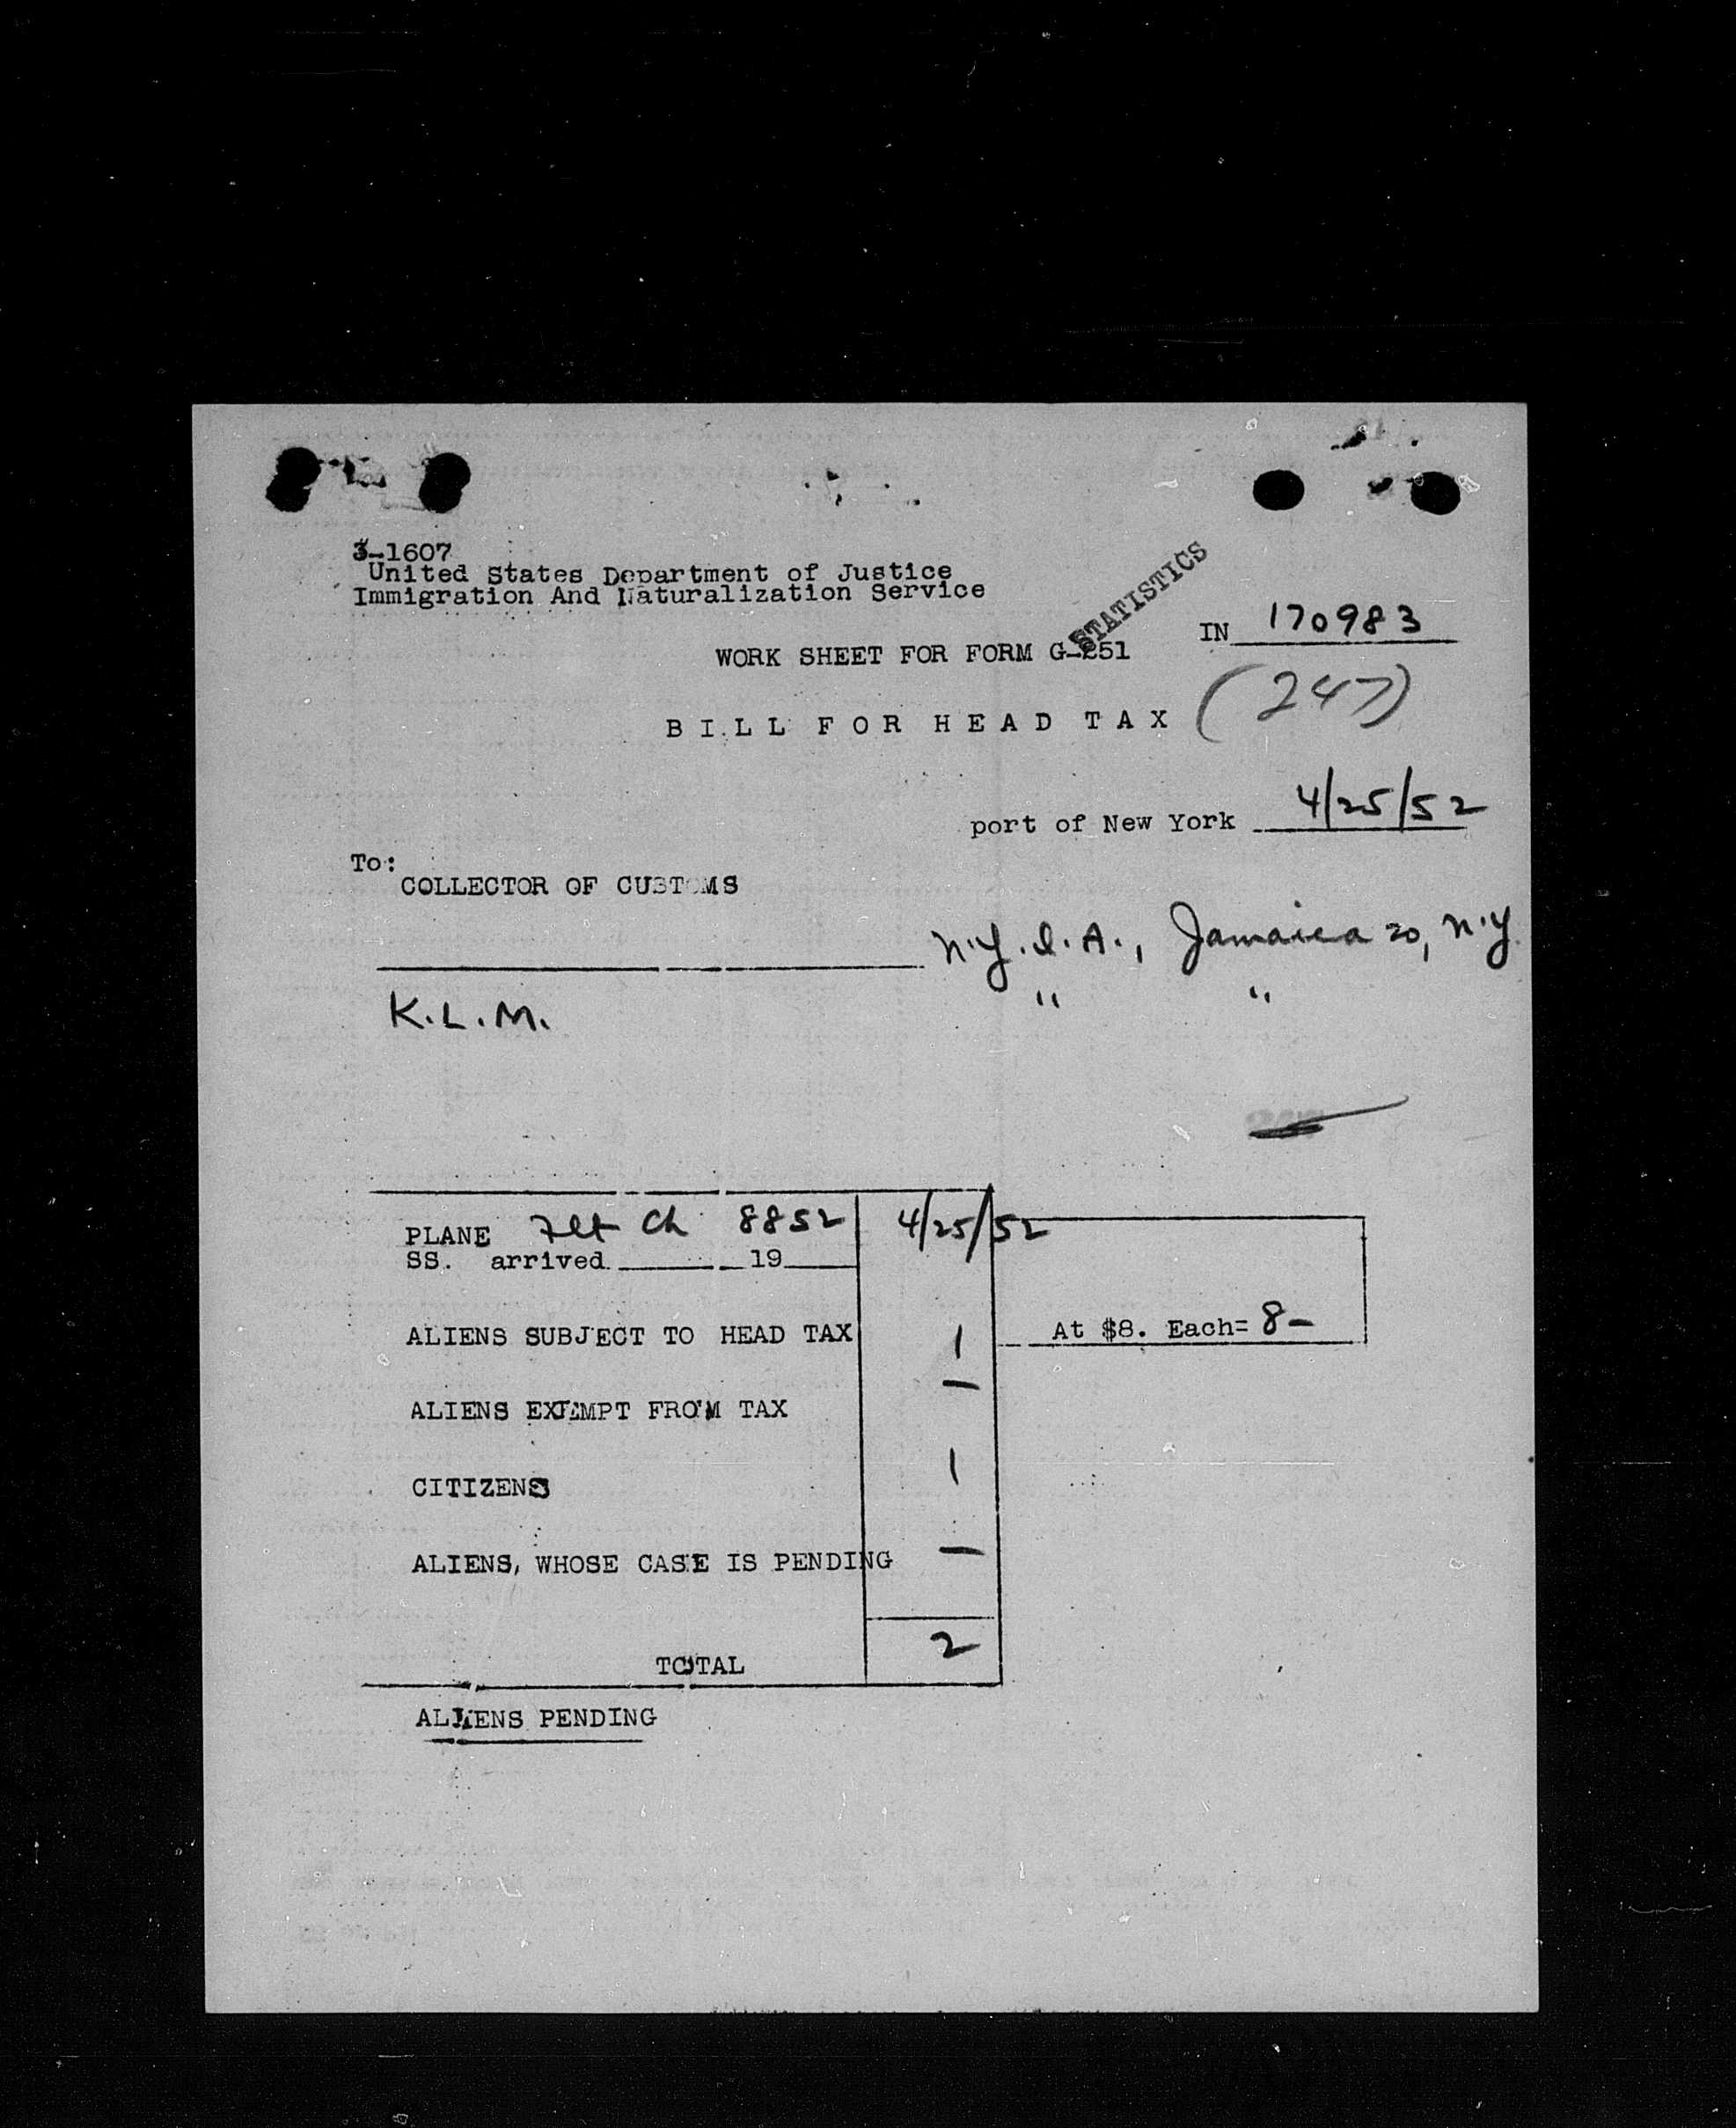 3-1607
United States Department of Justice
Immigration And Naturalization Service
STATISTICS
IN 170983
WORK SHEET FOR FORM G-251
(247)
BILL FOR HEAD TAX
port of New York 4/25/52
To:
COLLECTOR OF CUSTOMS
N.Y.I.A., Jamaica 20, N.Y.
K.L.M. " "
PLANE Flt Ch 8852 4/25/52
SS. arrived 19
ALIENS SUBJECT TO HEAD TAX 1 At $8. Each= 8-
ALIENS EXEMPT FROM TAX —
CITIZENS 1
ALIENS, WHOSE CASE IS PENDING —
TOTAL 2
ALIENS PENDING